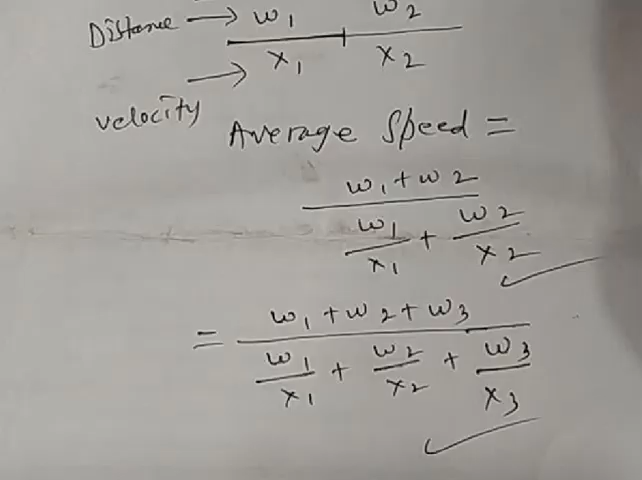 Distance → w1 w2
x1 x2
velocity →
Average Speed =
w1 + w2
w1/x1 + w2/x2
= w1 + w2 + w3
w1/x1 + w2/x2 + w3/x3